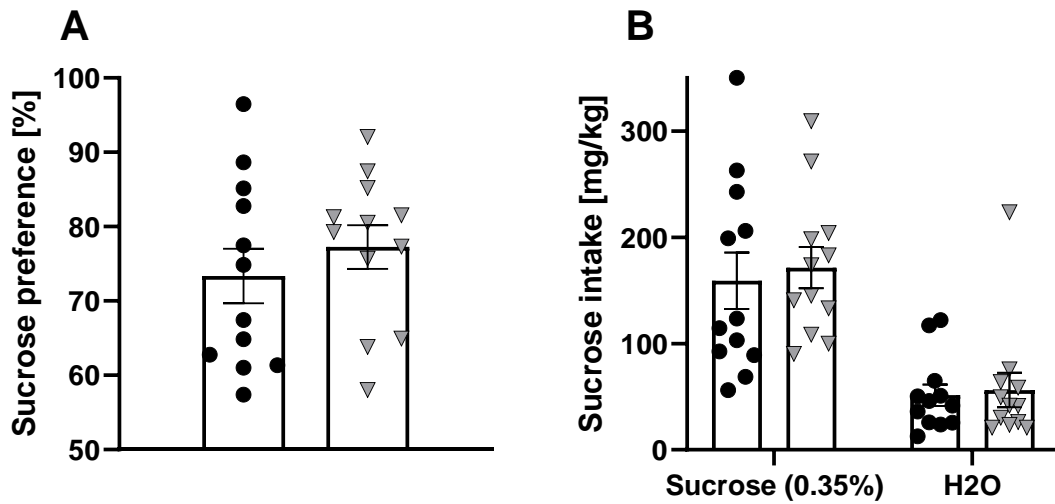 A
Sucrose preference [%]
100
90
80
70
60
50
B
Sucrose intake [mg/kg]
300
200
100
0
Sucrose (0.35%)
H2O